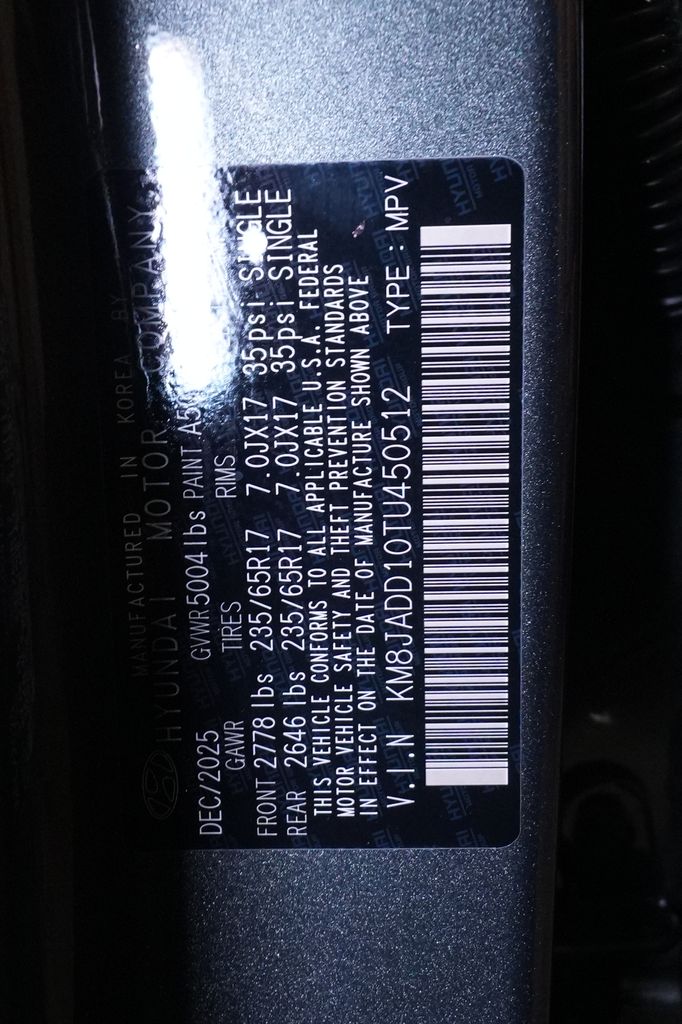 MANUFACTURED IN KOREA BY
HYUNDAI MOTOR COMPANY
DEC/2025 GVWR 5004lbs PAINT
GAWR TIRES RIMS
FRONT 2778 lbs 235/65R17 7.0JX17 35psi SINGLE
REAR 2646 lbs 235/65R17 7.0JX17 35psi SINGLE
THIS VEHICLE CONFORMS TO ALL APPLICABLE U.S.A. FEDERAL
MOTOR VEHICLE SAFETY AND THEFT PREVENTION STANDARDS
IN EFFECT ON THE DATE OF MANUFACTURE SHOWN ABOVE
V.I.N KM8JADD10TU450512 TYPE : MPV